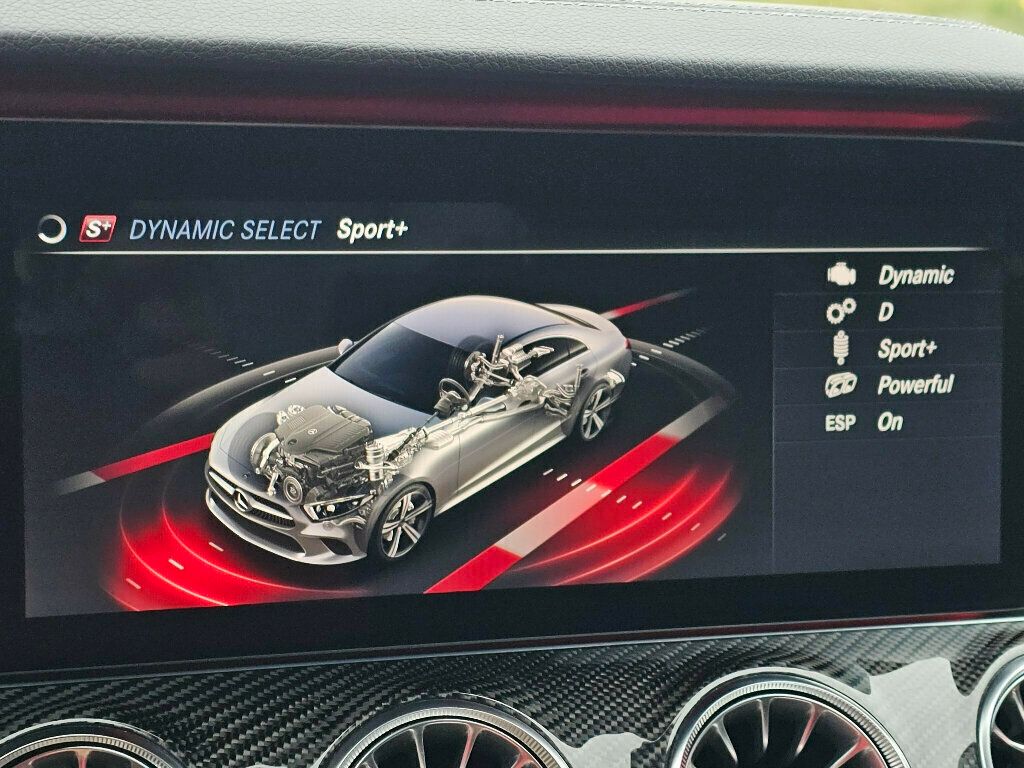 S+ DYNAMIC SELECT Sport+
Dynamic
D
Sport+
Powerful
ESP On